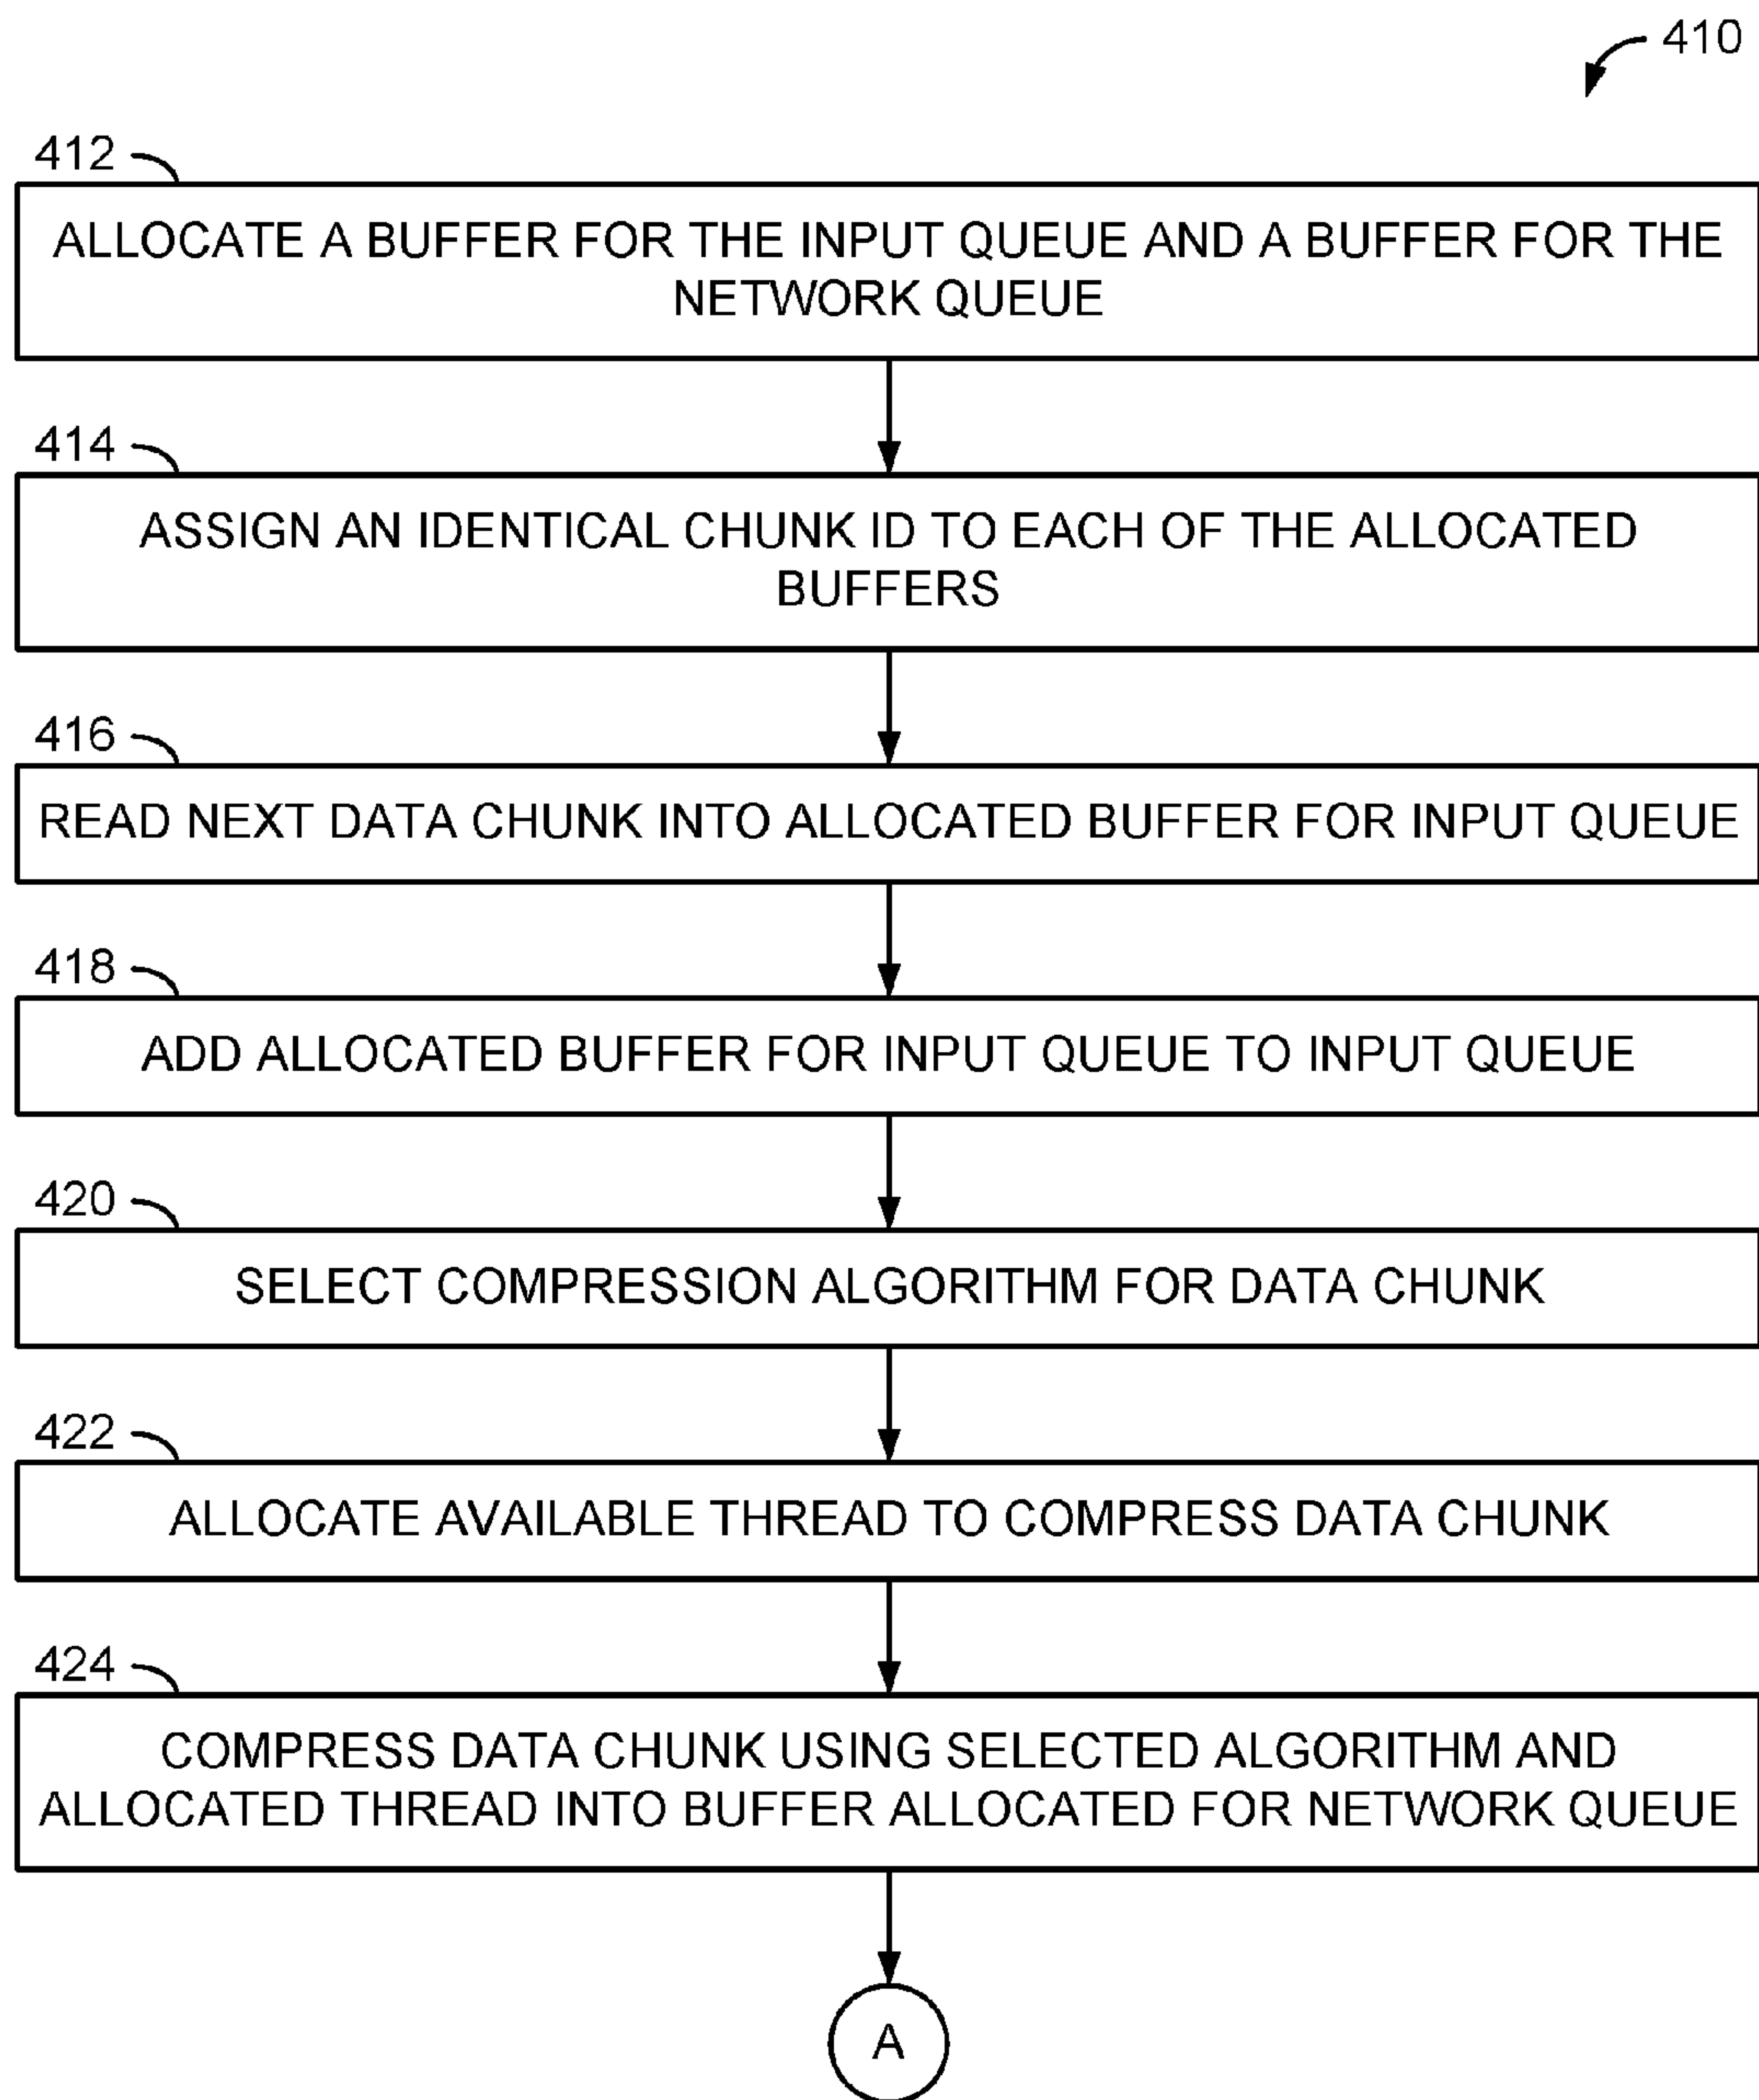 410
412
ALLOCATE A BUFFER FOR THE INPUT QUEUE AND A BUFFER FOR THE
NETWORK QUEUE
414
ASSIGN AN IDENTICAL CHUNK ID TO EACH OF THE ALLOCATED
BUFFERS
416
READ NEXT DATA CHUNK INTO ALLOCATED BUFFER FOR INPUT QUEUE
418
ADD ALLOCATED BUFFER FOR INPUT QUEUE TO INPUT QUEUE
420
SELECT COMPRESSION ALGORITHM FOR DATA CHUNK
422
ALLOCATE AVAILABLE THREAD TO COMPRESS DATA CHUNK
424
COMPRESS DATA CHUNK USING SELECTED ALGORITHM AND
ALLOCATED THREAD INTO BUFFER ALLOCATED FOR NETWORK QUEUE
A